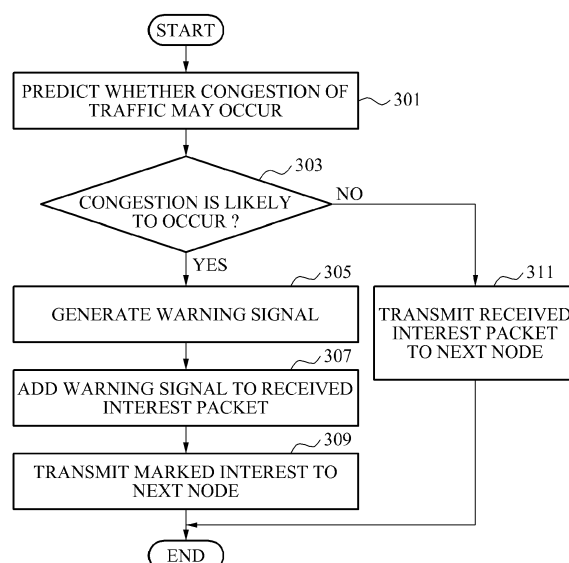 START
PREDICT WHETHER CONGESTION OF
TRAFFIC MAY OCCUR
301
303
CONGESTION IS LIKELY
TO OCCUR ?
NO
YES
305
GENERATE WARNING SIGNAL
311
TRANSMIT RECEIVED
INTEREST PACKET
TO NEXT NODE
307
ADD WARNING SIGNAL TO RECEIVED
INTEREST PACKET
309
TRANSMIT MARKED INTEREST TO
NEXT NODE
END